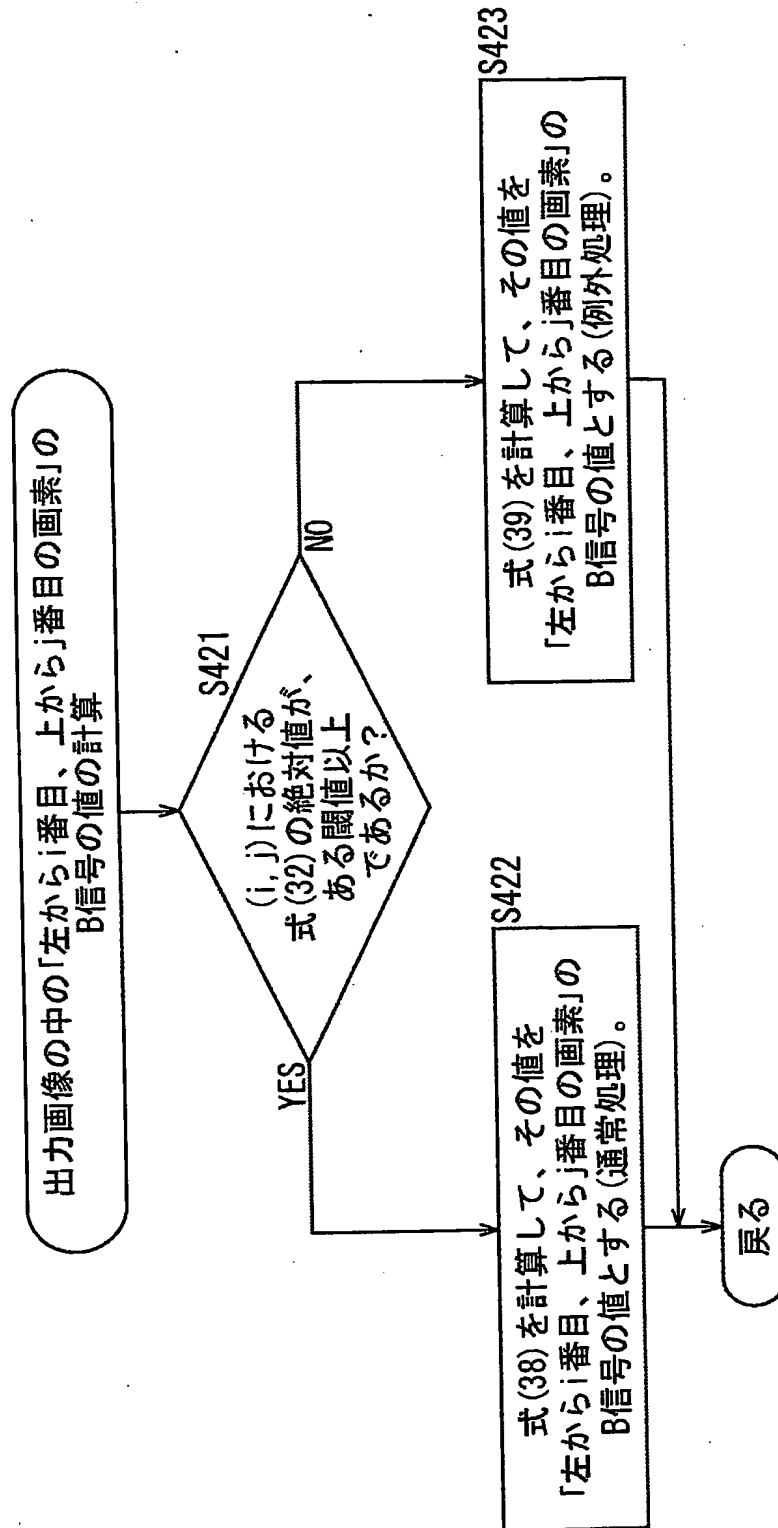 出力画像の中の「左からi番目、上からj番目の画素」の
B信号の値の計算
S421
(i, j)における
式(32)の絶対値が、
ある閾値以上
であるか?
YES
NO
S422
式(38)を計算して、その値を
「左からi番目、上からj番目の画素」の
B信号の値とする(通常処理)。
S423
式(39)を計算して、その値を
「左からi番目、上からj番目の画素」の
B信号の値とする(例外処理)。
戻る